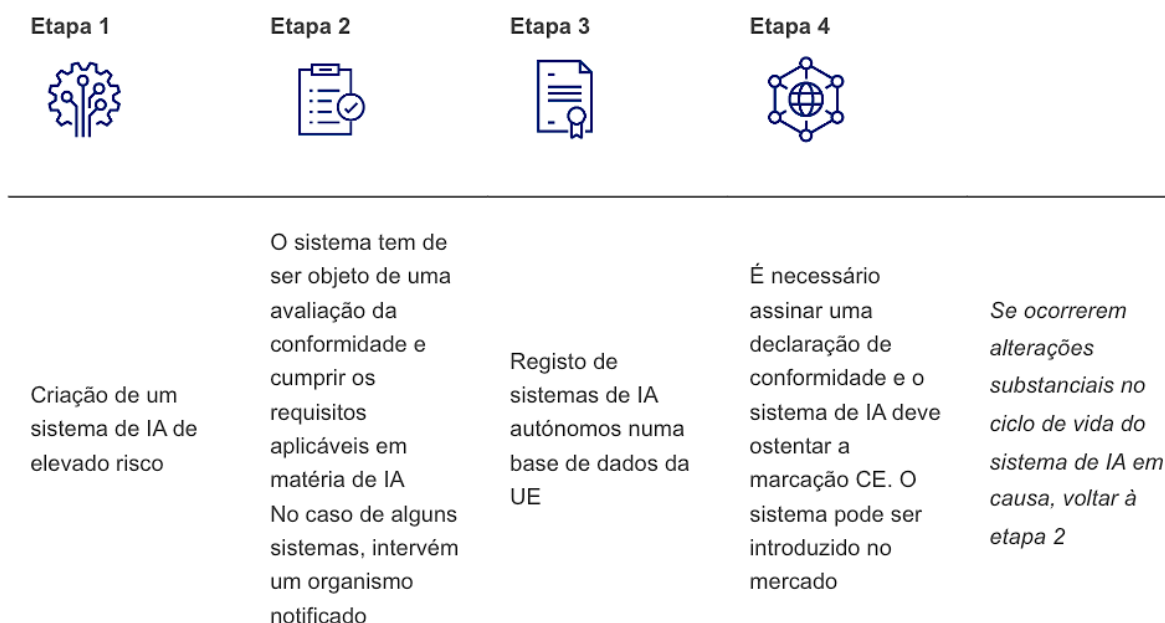 Etapa 1
Etapa 2
Etapa 3
Etapa 4
Criação de um
sistema de IA de
elevado risco
O sistema tem de
ser objeto de uma
avaliação da
conformidade e
cumprir os
requisitos
aplicáveis em
matéria de IA
No caso de alguns
sistemas, intervém
um organismo
notificado
Registo de
sistemas de IA
autónomos numa
base de dados da
UE
É necessário
assinar uma
declaração de
conformidade e o
sistema de IA deve
ostentar a
marcação CE. O
sistema pode ser
introduzido no
mercado
Se ocorrerem
alterações
substanciais no
ciclo de vida do
sistema de IA em
causa, voltar à
etapa 2